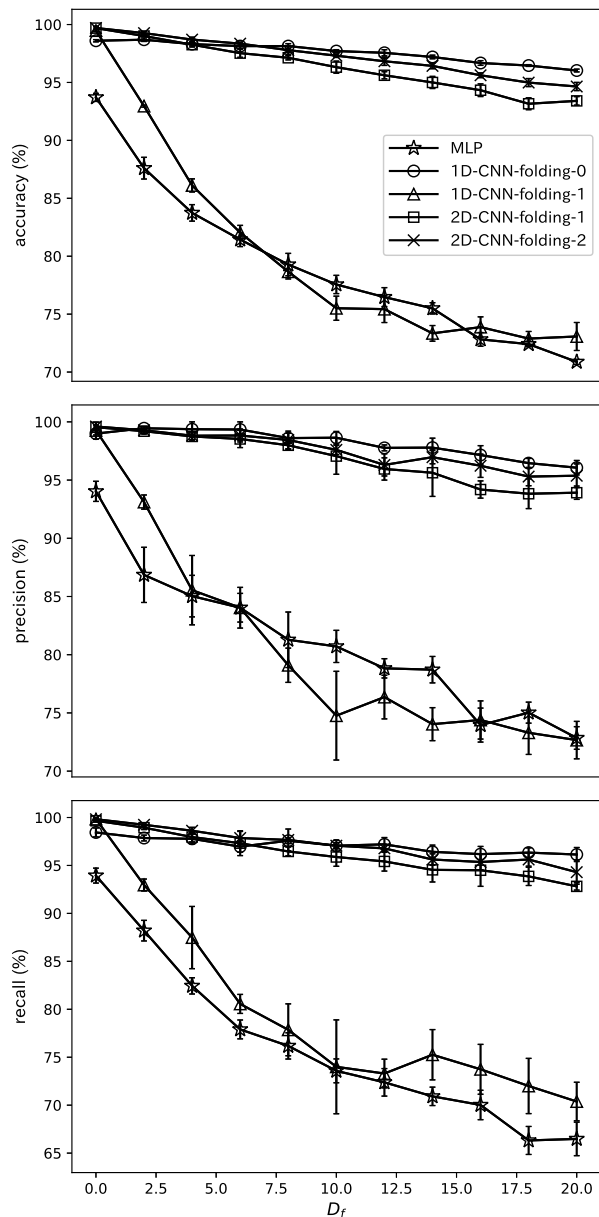 100
95
90
85
80
75
70
accuracy (%)
MLP
1D-CNN-folding-0
1D-CNN-folding-1
2D-CNN-folding-1
2D-CNN-folding-2
100
95
90
85
80
75
70
precision (%)
100
95
90
85
80
75
70
65
recall (%)
0.0 2.5 5.0 7.5 10.0 12.5 15.0 17.5 20.0
D_f